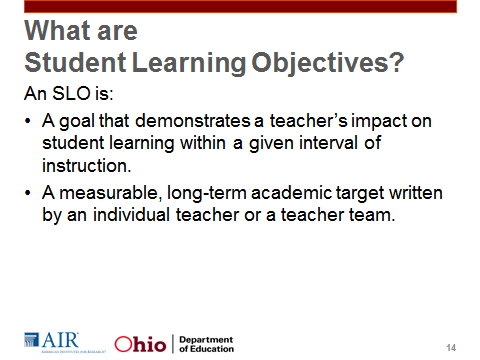 What are
Student Learning Objectives?
An SLO is:
• A goal that demonstrates a teacher’s impact on
student learning within a given interval of
instruction.
• A measurable, long-term academic target written
by an individual teacher or a teacher team.
AIR
AMERICAN INSTITUTES FOR RESEARCH
Ohio
Department
of Education
14